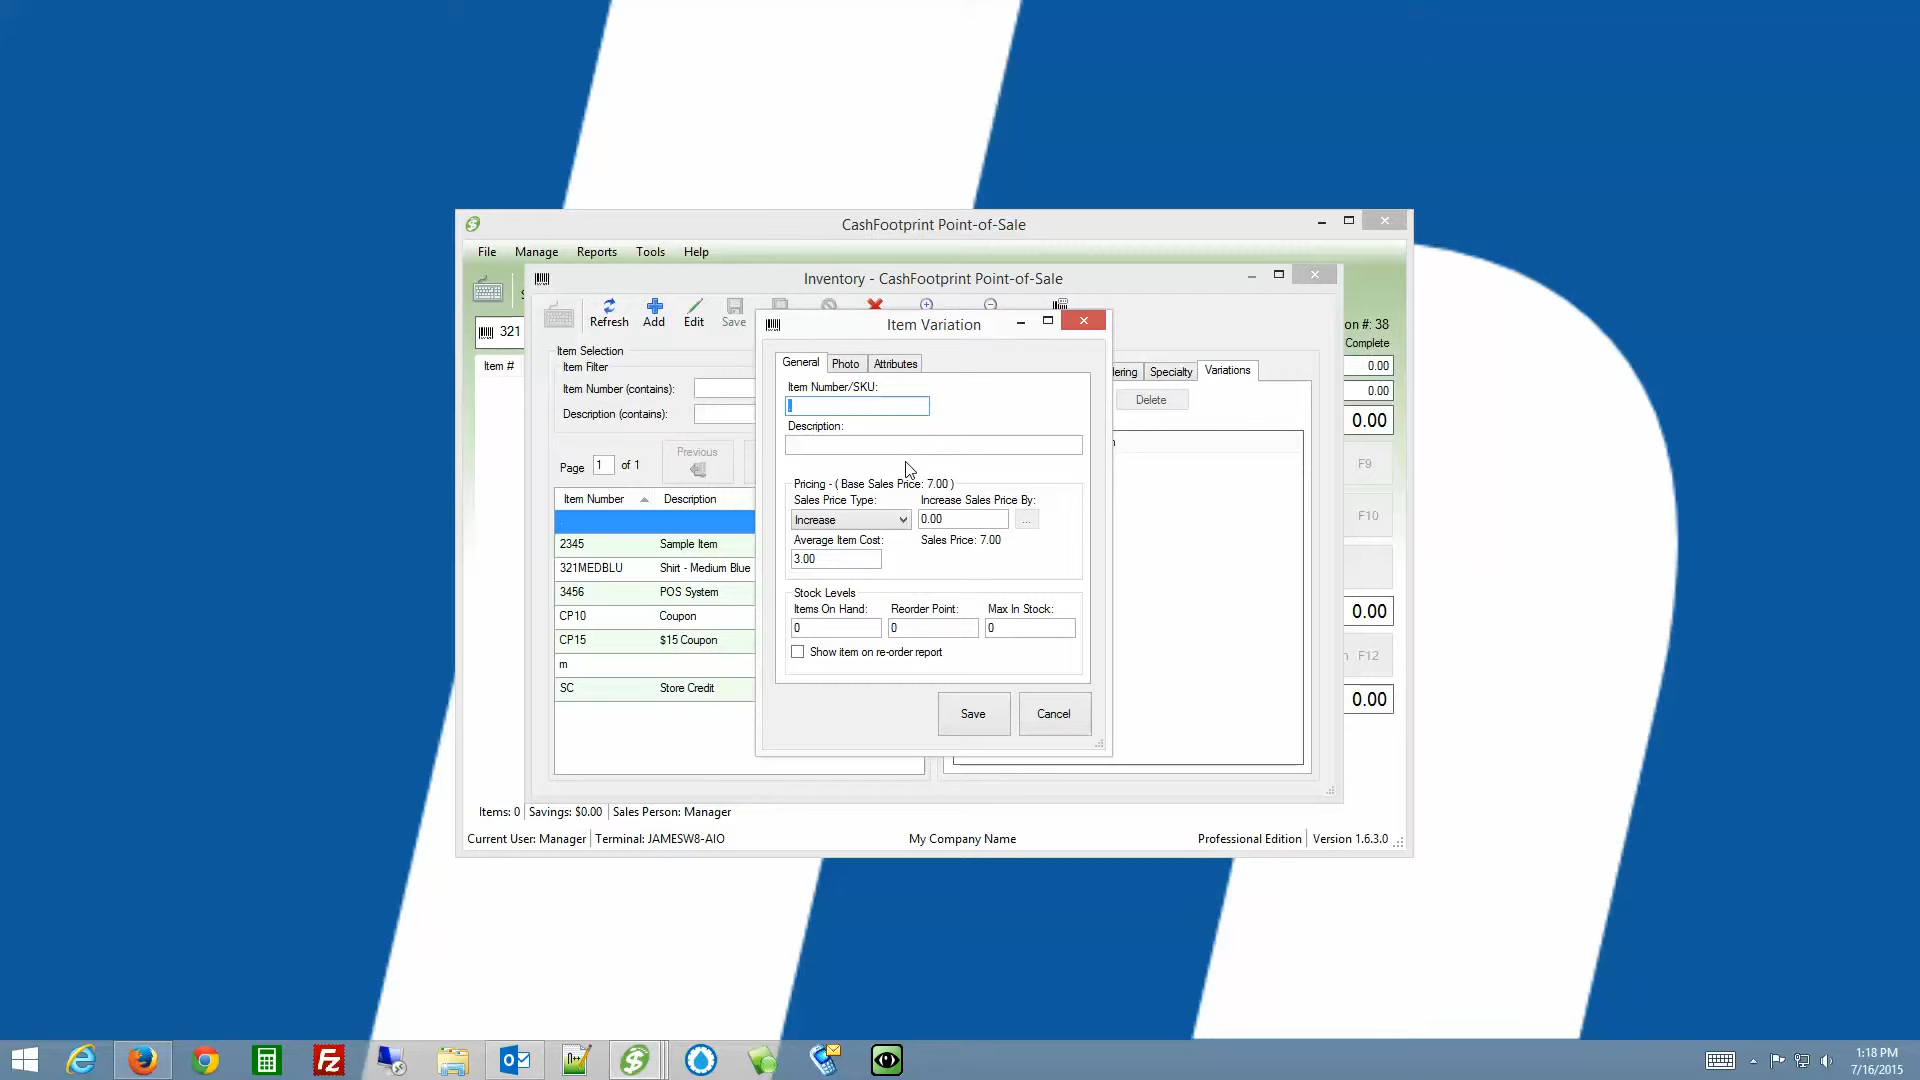 CashFootprint Point-of-Sale
File Manage Reports Tools Help
Inventory - CashFootprint Point-of-Sale
Refresh Add Edit Save
Item Variation
321
on #: 38
Complete
Item #
0.00
0.00
0.00
F9
F10
0.00
F12
0.00
Item Selection
Item Filter
Item Number (contains):
Description (contains):
Page 1 of 1
Previous
Item Number Description
2345 Sample Item
321MEDBLU Shirt - Medium Blue
3456 POS System
CP10 Coupon
CP15 $15 Coupon
m
SC Store Credit
General Photo Attributes
Item Number/SKU:
Description:
Pricing - ( Base Sales Price: 7.00 )
Sales Price Type: Increase Sales Price By:
Increase 0.00 ...
Average Item Cost: Sales Price: 7.00
3.00
Stock Levels
Items On Hand: Reorder Point: Max In Stock:
0 0 0
Show item on re-order report
Save Cancel
lering Specialty Variations
Delete
Items: 0 Savings: $0.00 Sales Person: Manager
Current User: Manager Terminal: JAMESW8-AIO My Company Name Professional Edition Version 1.6.3.0
1:18 PM
7/16/2015